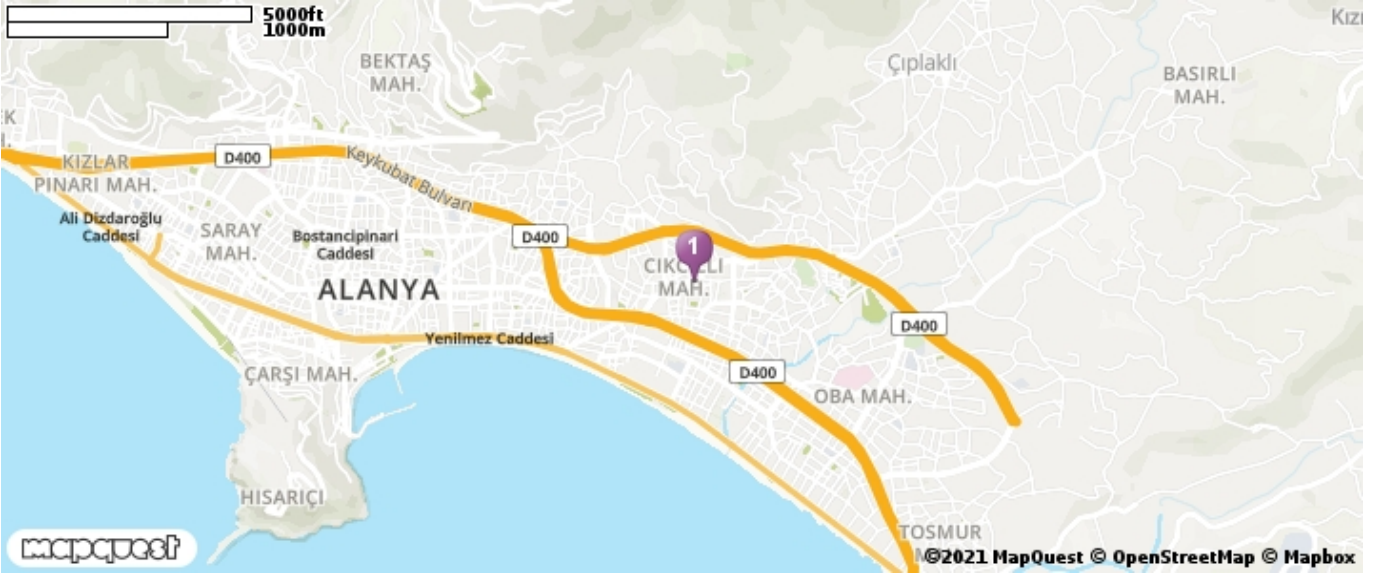 5000ft
1000m
BEKTAŞ
MAH.
Çıplaklı
BASIRLI
MAH.
D400
Keykubat Bulvarı
KIZLAR
PINARI MAH.
Ali Dizdaroğlu
Caddesi
SARAY
MAH.
Bostancipinari
Caddesi
D400
1
MAH.
ALANYA
D400
Yenilmez Caddesi
D400
ÇARŞI MAH.
OBA MAH.
HISARIÇI
TOSMUR
mapquest
©2021 MapQuest © OpenStreetMap © Mapbox